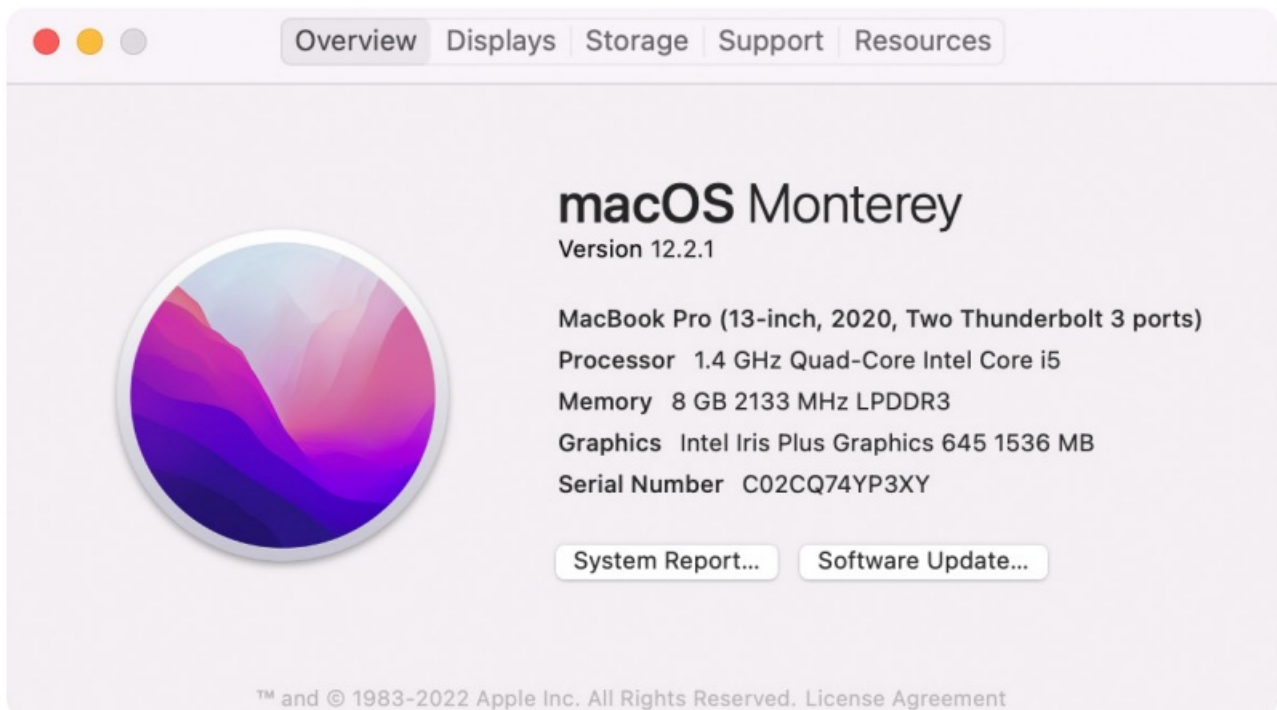 Overview Displays Storage Support Resources
macOS Monterey
Version 12.2.1
MacBook Pro (13-inch, 2020, Two Thunderbolt 3 ports)
Processor 1.4 GHz Quad-Core Intel Core i5
Memory 8 GB 2133 MHz LPDDR3
Graphics Intel Iris Plus Graphics 645 1536 MB
Serial Number C02CQ74YP3XY
System Report... Software Update...
™ and © 1983-2022 Apple Inc. All Rights Reserved. License Agreement